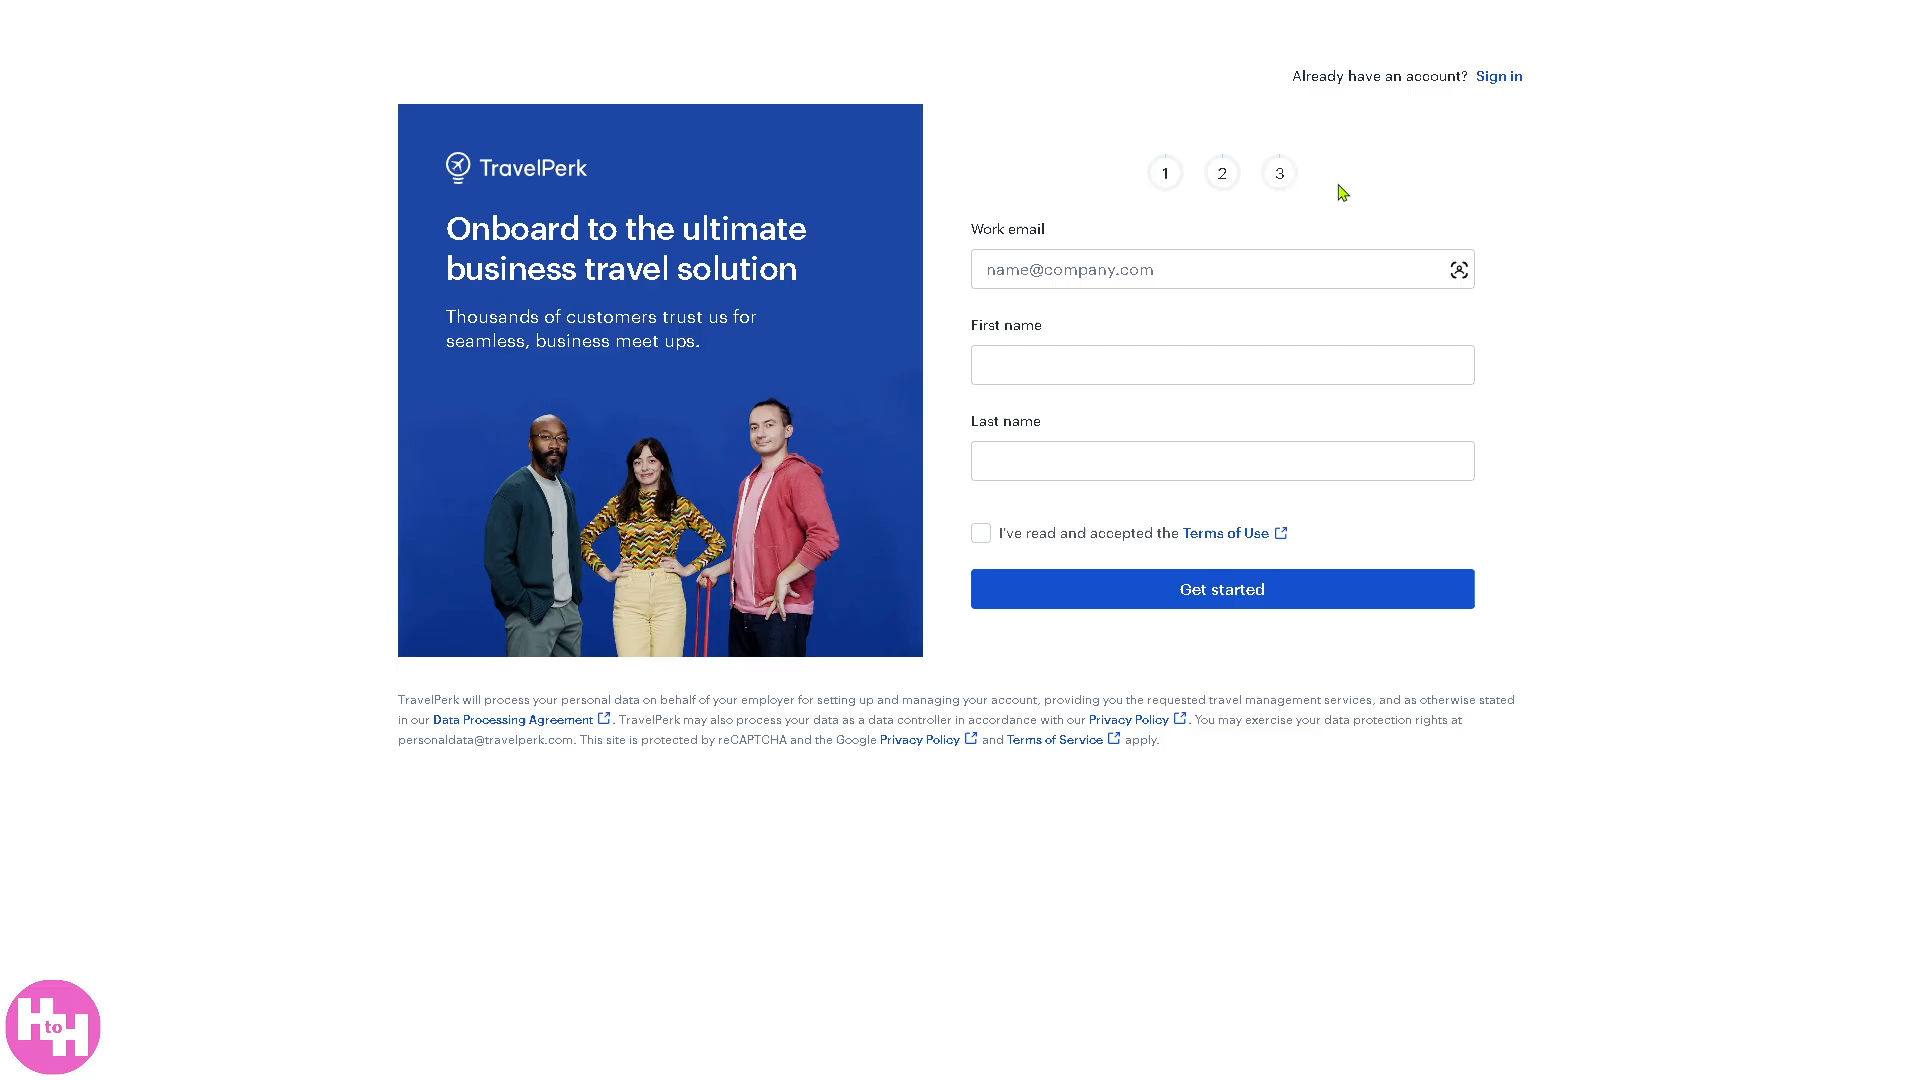 Already have an account? Sign in
TravelPerk
Onboard to the ultimate
business travel solution
Thousands of customers trust us for
seamless, business meet ups.
1 2 3
Work email
name@company.com
First name
Last name
I've read and accepted the Terms of Use
Get started
TravelPerk will process your personal data on behalf of your employer for setting up and managing your account, providing you the requested travel management services, and as otherwise stated
in our Data Processing Agreement . TravelPerk may also process your data as a data controller in accordance with our Privacy Policy . You may exercise your data protection rights at
personaldata@travelperk.com. This site is protected by reCAPTCHA and the Google Privacy Policy and Terms of Service apply.
H to H